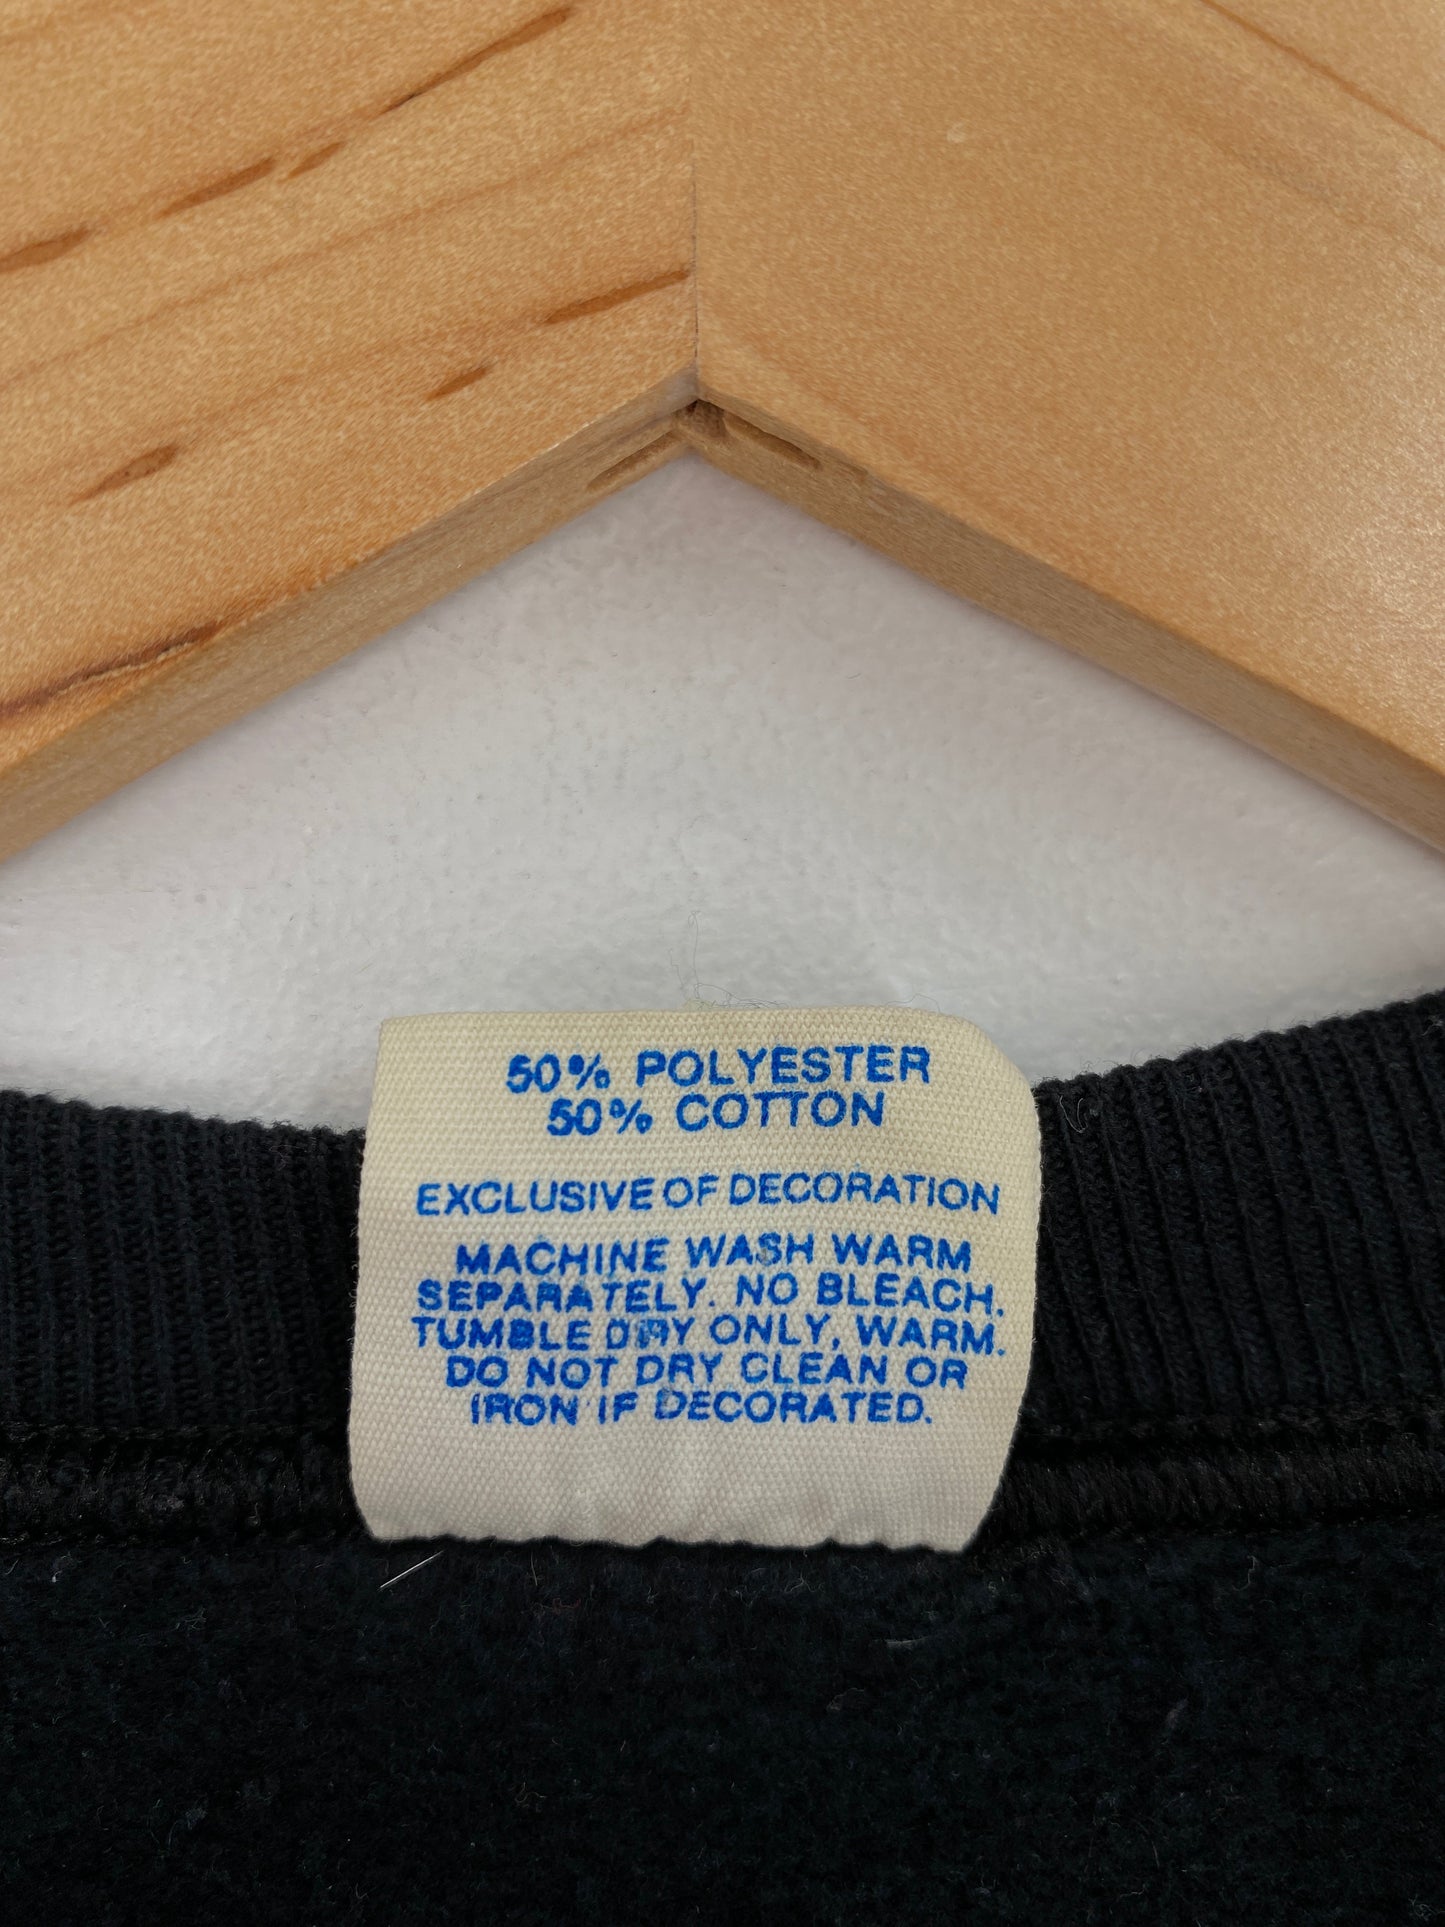 50% POLYESTER
50% COTTON
EXCLUSIVE OF DECORATION
MACHINE WASH WARM
SEPARATELY. NO BLEACH.
TUMBLE DRY ONLY, WARM.
DO NOT DRY CLEAN OR
IRON IF DECORATED.